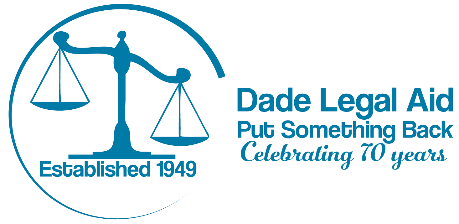 Dade Legal Aid
Put Something Back
Celebrating 70 years
Established 1949